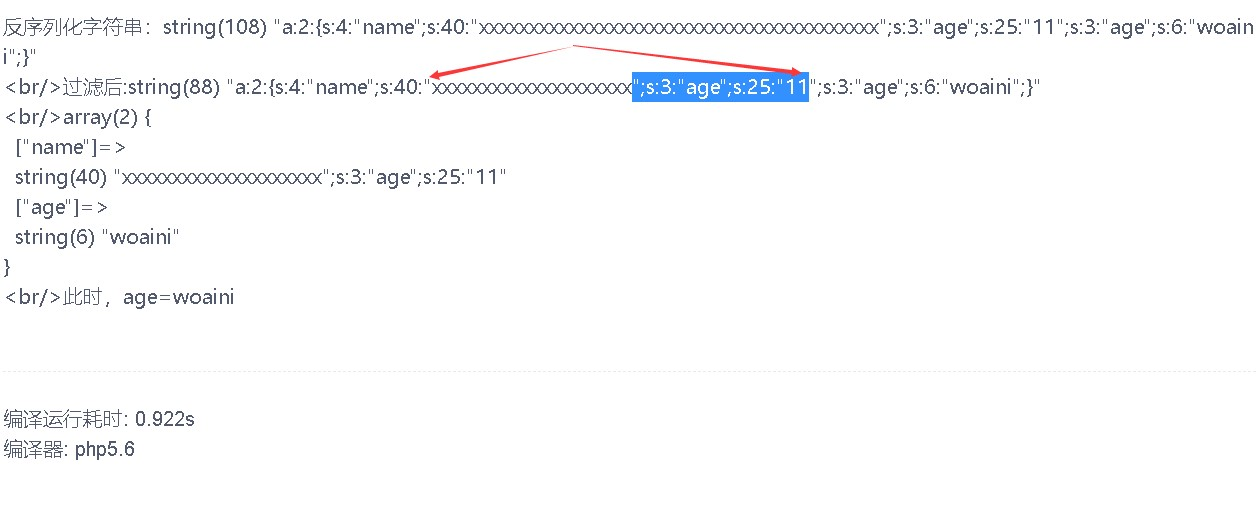 反序列化字符串：string(108) "a:2:{s:4:"name";s:40:"xxxxxxxxxxxxxxxxxxxxxxxxxxxxxxxxxxxxxxxx";s:3:"age";s:25:"11";s:3:"age";s:6:"woain
i";}"
<br/>过滤后:string(88) "a:2:{s:4:"name";s:40:"xxxxxxxxxxxxxxxxxxxx";s:3:"age";s:25:"11";s:3:"age";s:6:"woaini";}"
<br/>array(2) {
["name"]=>
string(40) "xxxxxxxxxxxxxxxxxxxx";s:3:"age";s:25:"11"
["age"]=>
string(6) "woaini"
}
<br/>此时，age=woaini
编译运行耗时: 0.922s
编译器: php5.6